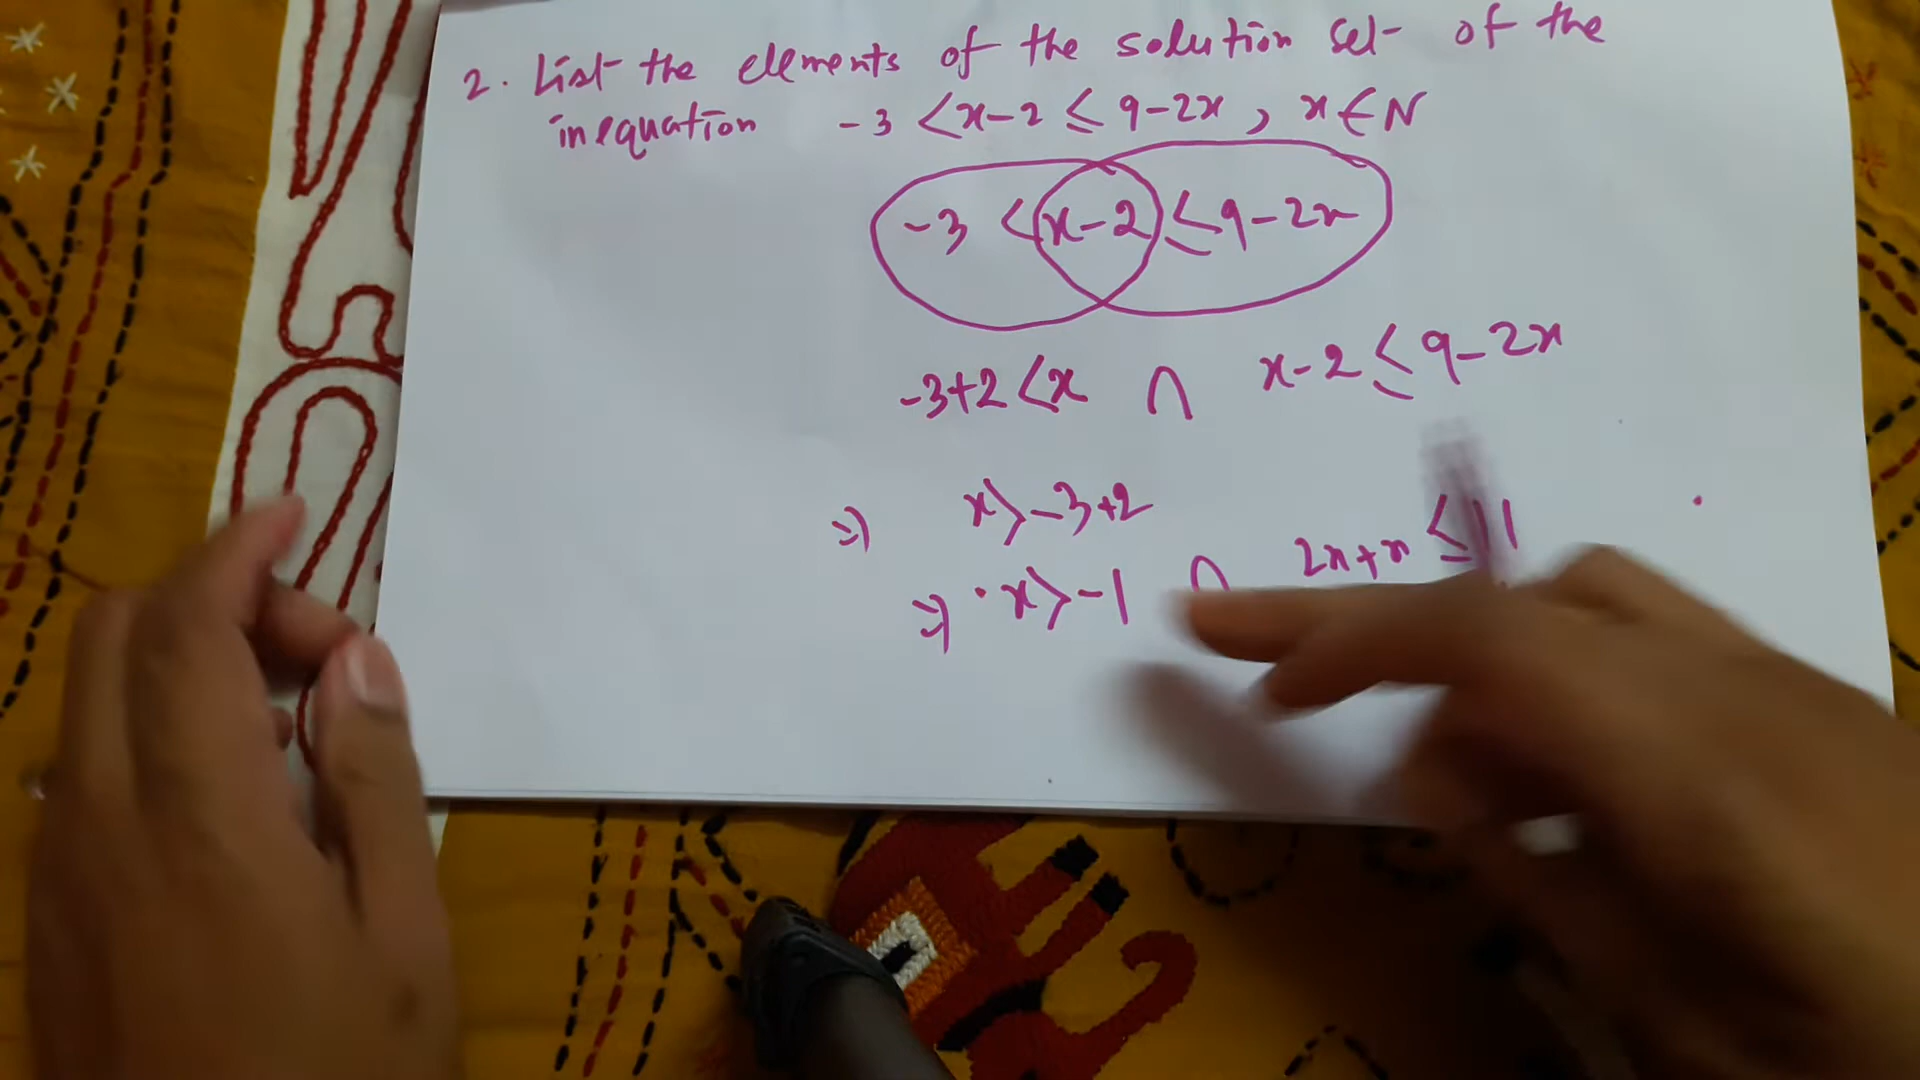 2. List the elements of the solution set of the
inequation -3 < x-2 ≤ 9-2x, x ∈ N
-3 < x-2 ≤ 9-2x
-3+2 < x ∩ x-2 ≤ 9-2x
⇒ x > -3+2
2x+x ≤ 11
⇒ x > -1 ∩